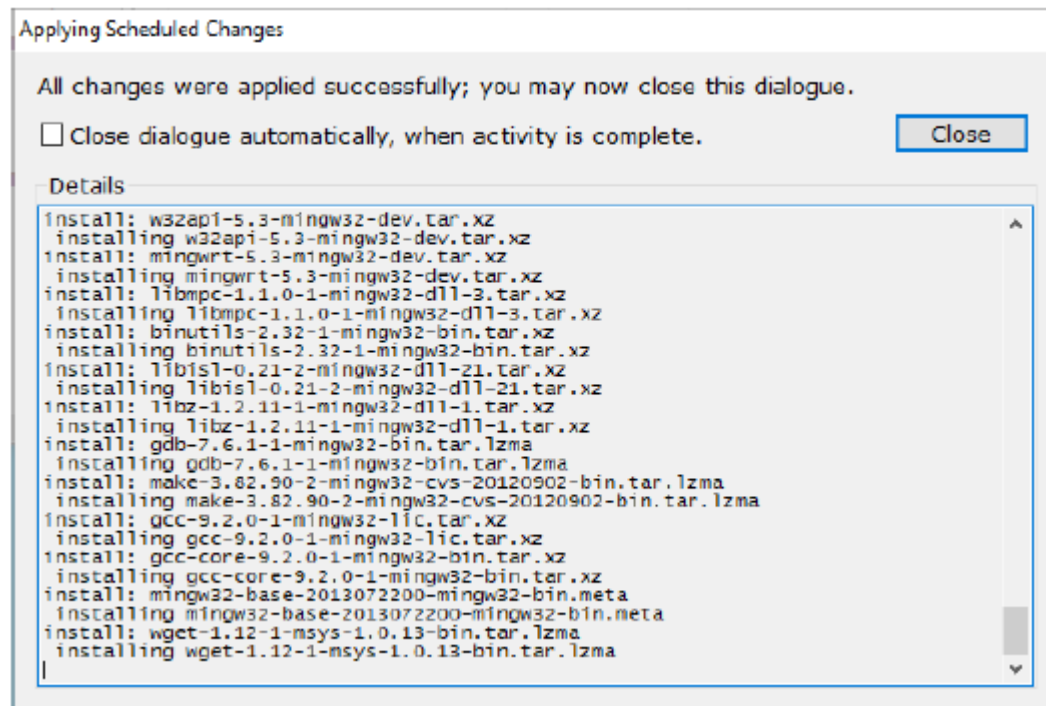 Applying Scheduled Changes
All changes were applied successfully; you may now close this dialogue.
Close dialogue automatically, when activity is complete.
Close
Details
install: w32api-5.3-mingw32-dev.tar.xz
installing w32api-5.3-mingw32-dev.tar.xz
install: mingwrt-5.3-mingw32-dev.tar.xz
installing mingwrt-5.3-mingw32-dev.tar.xz
install: libmpc-1.1.0-1-mingw32-dll-3.tar.xz
installing libmpc-1.1.0-1-mingw32-dll-3.tar.xz
install: binutils-2.32-1-mingw32-bin.tar.xz
installing binutils-2.32-1-mingw32-bin.tar.xz
install: libisl-0.21-2-mingw32-dll-21.tar.xz
installing libisl-0.21-2-mingw32-dll-21.tar.xz
install: libz-1.2.11-1-mingw32-dll-1.tar.xz
installing libz-1.2.11-1-mingw32-dll-1.tar.xz
install: gdb-7.6.1-1-mingw32-bin.tar.lzma
installing gdb-7.6.1-1-mingw32-bin.tar.lzma
install: make-3.82.90-2-mingw32-cvs-20120902-bin.tar.lzma
installing make-3.82.90-2-mingw32-cvs-20120902-bin.tar.lzma
install: gcc-9.2.0-1-mingw32-lic.tar.xz
installing gcc-9.2.0-1-mingw32-lic.tar.xz
install: gcc-core-9.2.0-1-mingw32-bin.tar.xz
installing gcc-core-9.2.0-1-mingw32-bin.tar.xz
install: mingw32-base-2013072200-mingw32-bin.meta
installing mingw32-base-2013072200-mingw32-bin.meta
install: wget-1.12-1-msys-1.0.13-bin.tar.lzma
installing wget-1.12-1-msys-1.0.13-bin.tar.lzma